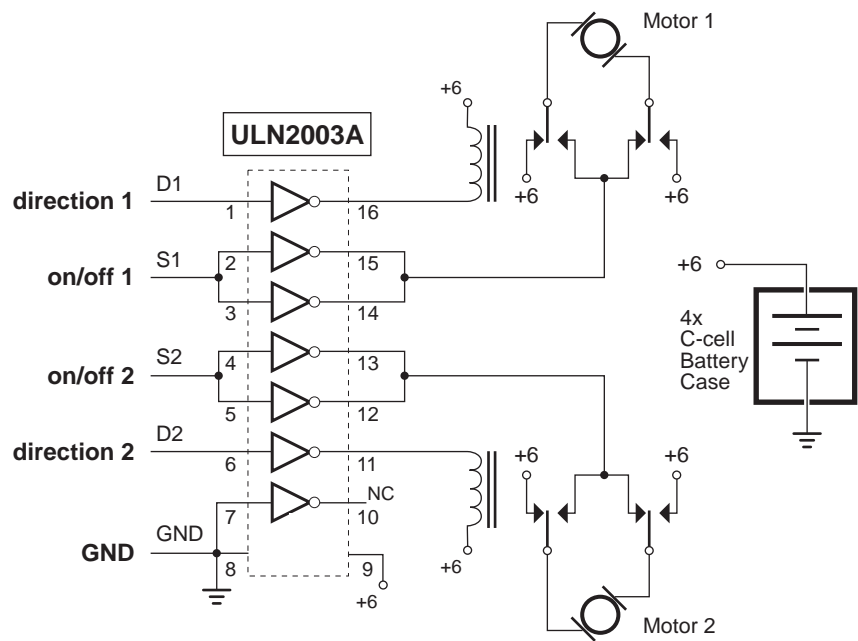 Motor 1
+6
ULN2003A
+6
+6
direction 1
D1
1
16
on/off 1
S1
2
15
3
14
+6
4x
C-cell
Battery
Case
on/off 2
S2
4
13
5
12
direction 2
D2
6
11
+6
+6
NC
7
10
GND
GND
8
9
+6
+6
Motor 2